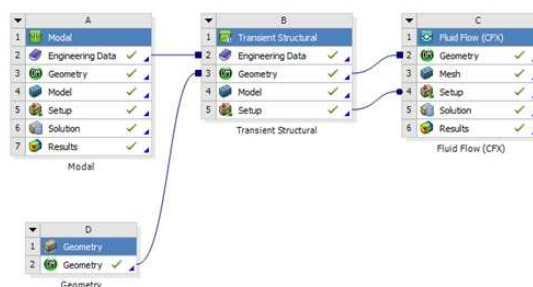 A
1 Modal
2 Engineering Data
3 Geometry
4 Model
5 Setup
6 Solution
7 Results
Modal
B
1 Transient Structural
2 Engineering Data
3 Geometry
4 Model
5 Setup
Transient Structural
C
1 Fluid Flow (CFX)
2 Geometry
3 Mesh
4 Setup
5 Solution
6 Results
Fluid Flow (CFX)
D
1 Geometry
2 Geometry
Geometry